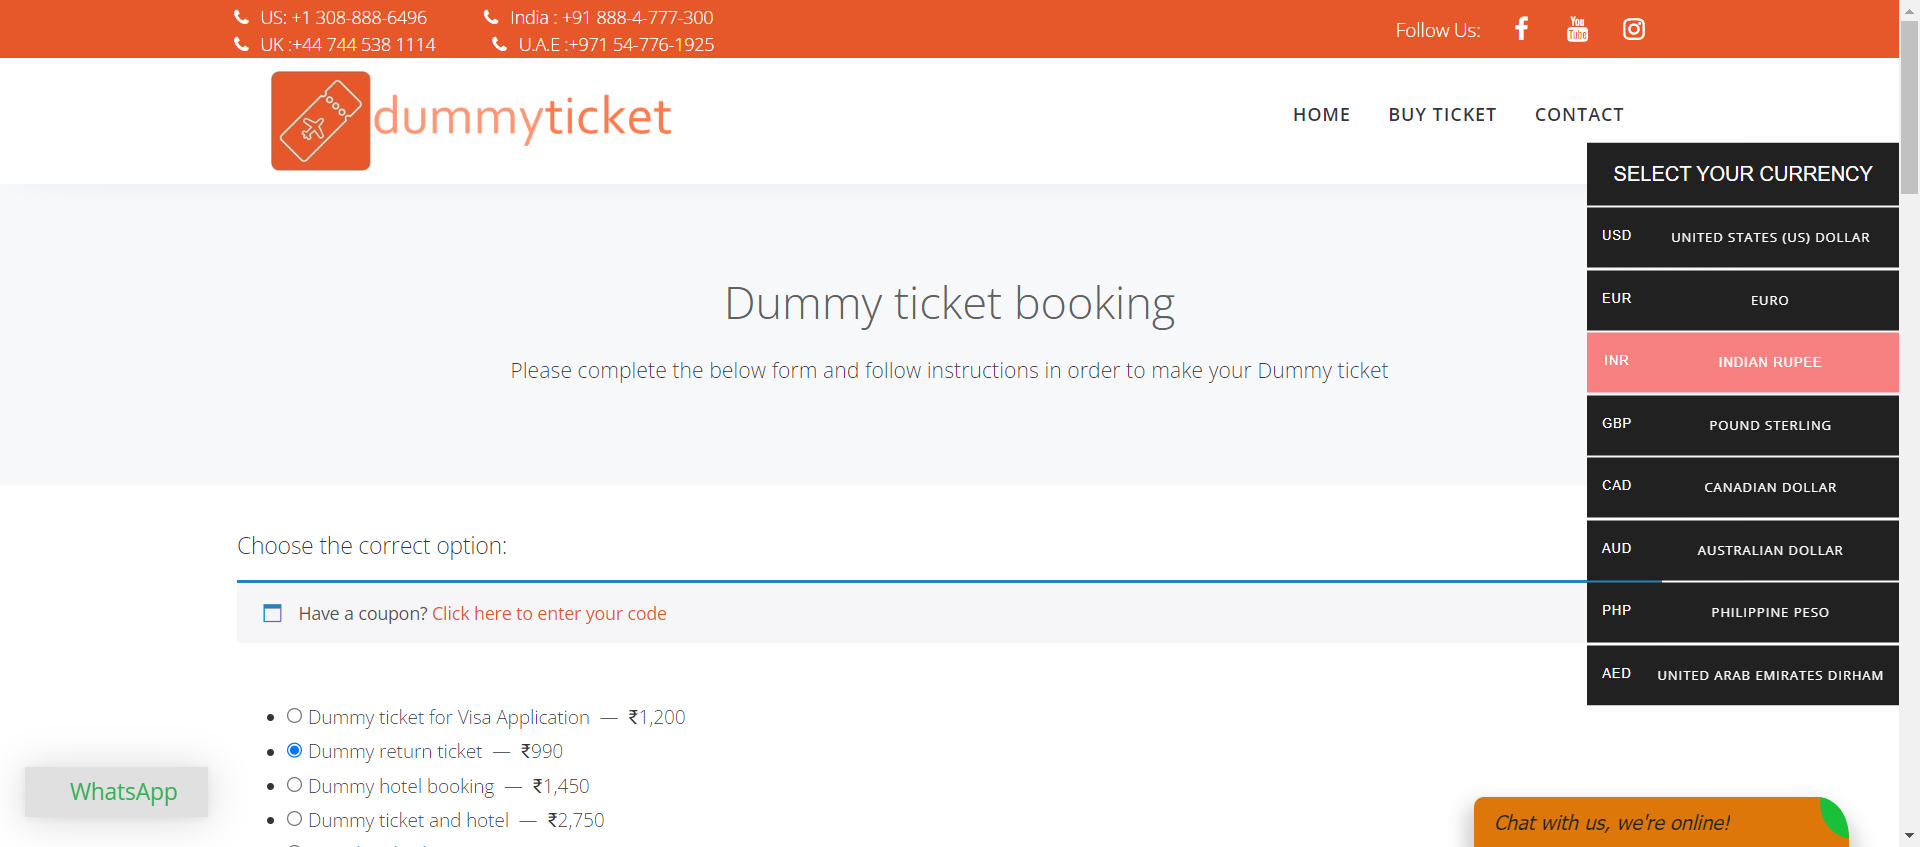 US: +1 308-888-6496
India : +91 888-4-777-300
UK :+44 744 538 1114
U.A.E :+971 54-776-1925
Follow Us:
You
Tube
dummyticket
HOME
BUY TICKET
CONTACT
SELECT YOUR CURRENCY
USD UNITED STATES (US) DOLLAR
EUR EURO
INR INDIAN RUPEE
GBP POUND STERLING
CAD CANADIAN DOLLAR
AUD AUSTRALIAN DOLLAR
PHP PHILIPPINE PESO
AED UNITED ARAB EMIRATES DIRHAM
Dummy ticket booking
Please complete the below form and follow instructions in order to make your Dummy ticket
Choose the correct option:
Have a coupon? Click here to enter your code
Dummy ticket for Visa Application — ₹1,200
Dummy return ticket — ₹990
Dummy hotel booking — ₹1,450
Dummy ticket and hotel — ₹2,750
WhatsApp
Chat with us, we're online!